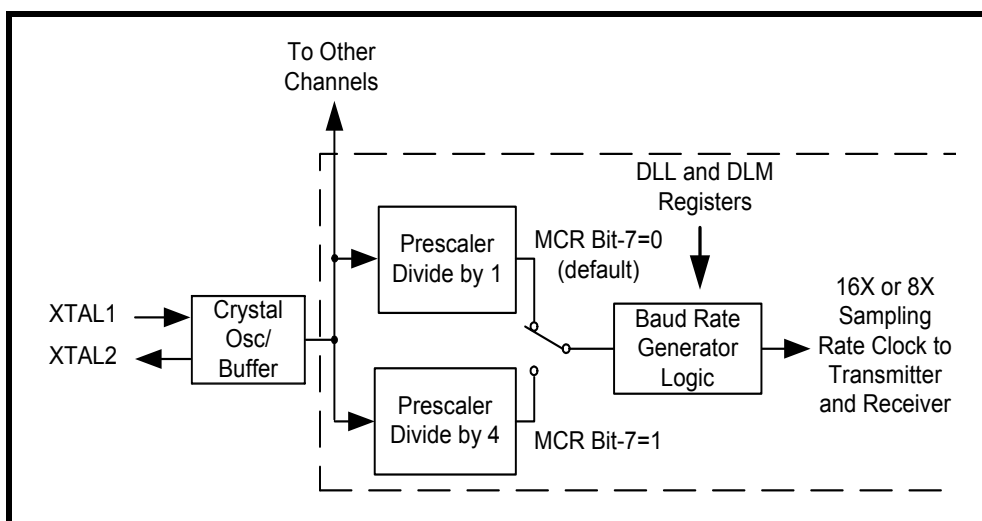 To Other
Channels
DLL and DLM
Registers
Prescaler
Divide by 1
MCR Bit-7=0
(default)
XTAL1
XTAL2
Crystal
Osc/
Buffer
Baud Rate
Generator
Logic
16X or 8X
Sampling
Rate Clock to
Transmitter
and Receiver
Prescaler
Divide by 4
MCR Bit-7=1